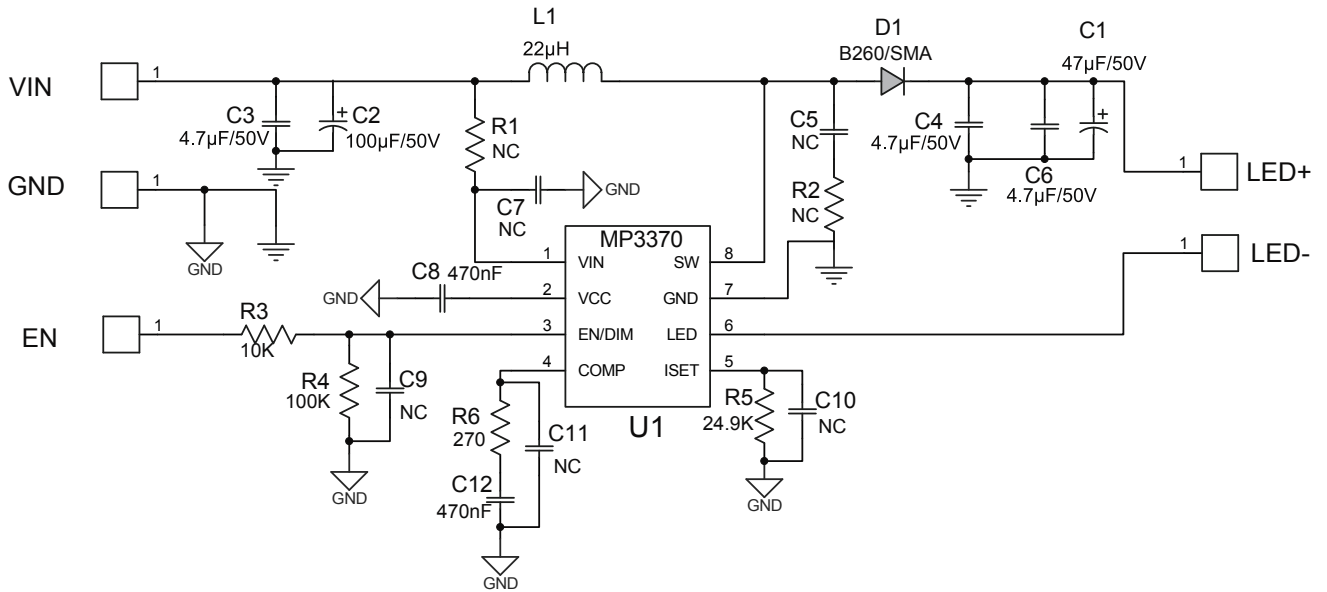 L1
22µH
D1
B260/SMA
C1
47µF/50V
VIN
1
C3
4.7µF/50V
+
C2
100µF/50V
R1
NC
C5
NC
C4
4.7µF/50V
+
C6
4.7µF/50V
1
LED+
GND
1
GND
C7
NC
GND
R2
NC
1
LED-
MP3370
1
VIN
SW
8
C8
470nF
GND
2
VCC
GND
7
EN
1
R3
10K
3
EN/DIM
LED
6
4
COMP
ISET
5
R4
100K
C9
NC
GND
R6
270
C11
NC
C12
470nF
GND
U1
R5
24.9K
C10
NC
GND